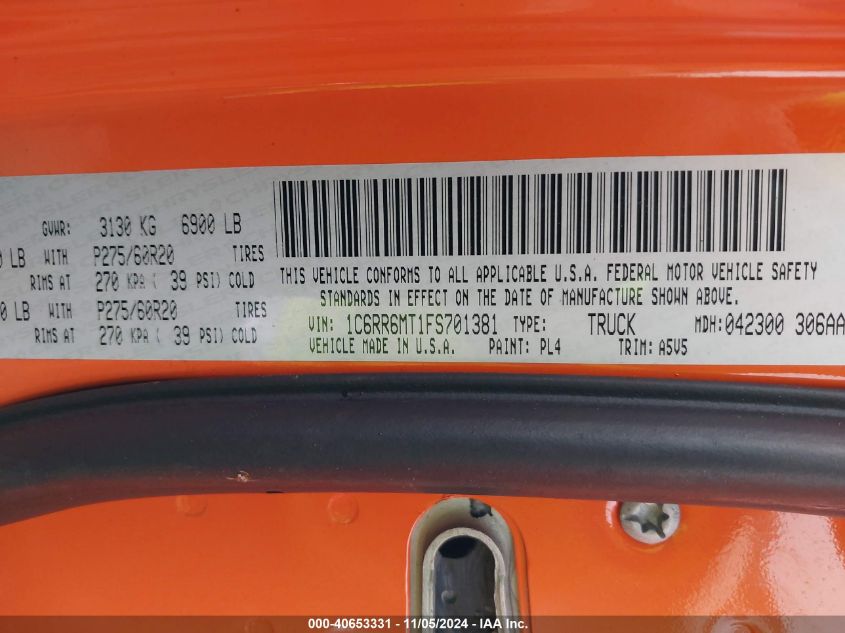 GVWR: 3130 KG 6900 LB
0 LB WITH P275/60R20 TIRES
RIMS AT 270 KPA ( 39 PSI) COLD
0 LB WITH P275/60R20 TIRES
RIMS AT 270 KPA ( 39 PSI) COLD
THIS VEHICLE CONFORMS TO ALL APPLICABLE U.S.A. FEDERAL MOTOR VEHICLE SAFETY
STANDARDS IN EFFECT ON THE DATE OF MANUFACTURE SHOWN ABOVE.
VIN: 1C6RR6MT1FS701381 TYPE: TRUCK MDH: 042300 306AA
VEHICLE MADE IN U.S.A. PAINT: PL4 TRIM: A5V5
000-40653331 - 11/05/2024 - IAA Inc.